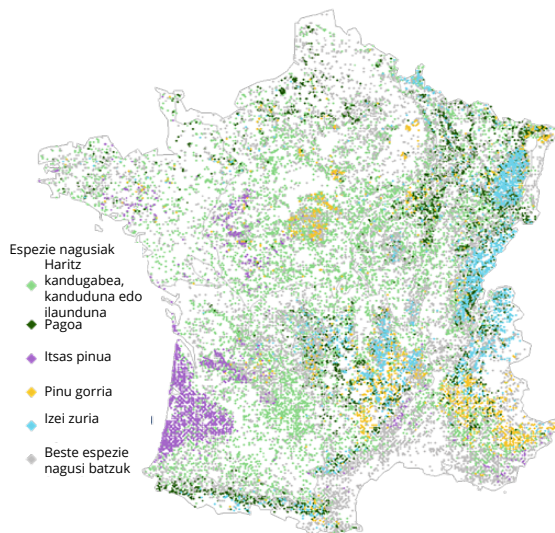 Espezie nagusiak
Haritz
kandugabea,
kanduduna edo
ilaunduna
Pagoa
Itsas pinua
Pinu gorria
Izei zuria
Beste espezie
nagusi batzuk